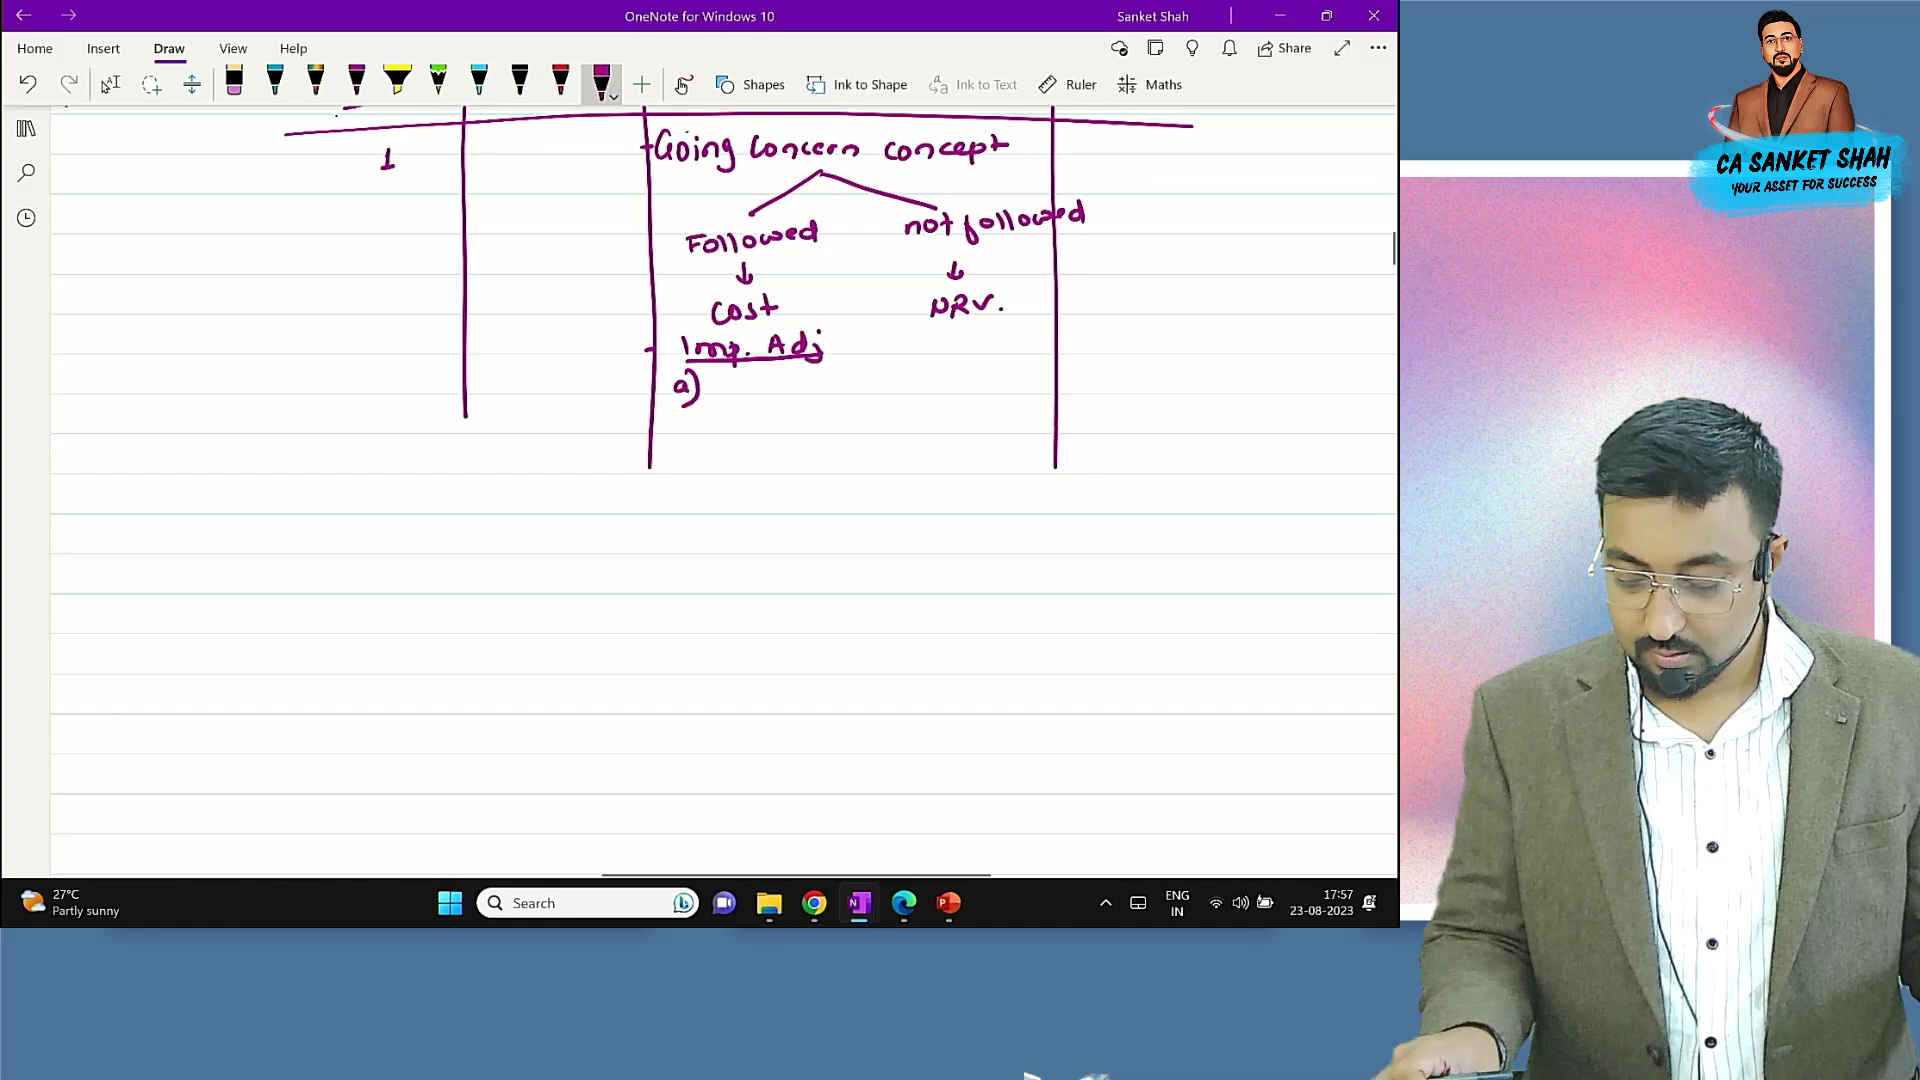 OneNote for Windows 10
Sanket Shah
Home Insert Draw View Help
Share
Shapes Ink to Shape Ink to Text Ruler Maths
1
Going Concern concept
Followed not followed
Cost NRV.
Imp. Adj
a)
CA SANKET SHAH
YOUR ASSET FOR SUCCESS
27°C
Partly sunny
Search
ENG
IN
17:57
23-08-2023